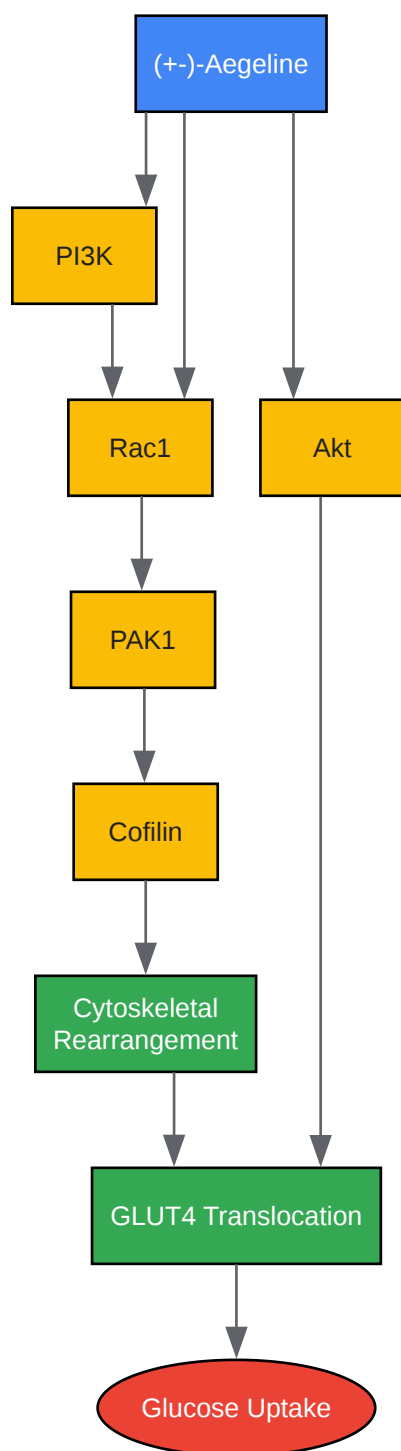 (+-)-Aegeline
PI3K
Rac1
Akt
PAK1
Cofilin
Cytoskeletal
Rearrangement
GLUT4 Translocation
Glucose Uptake